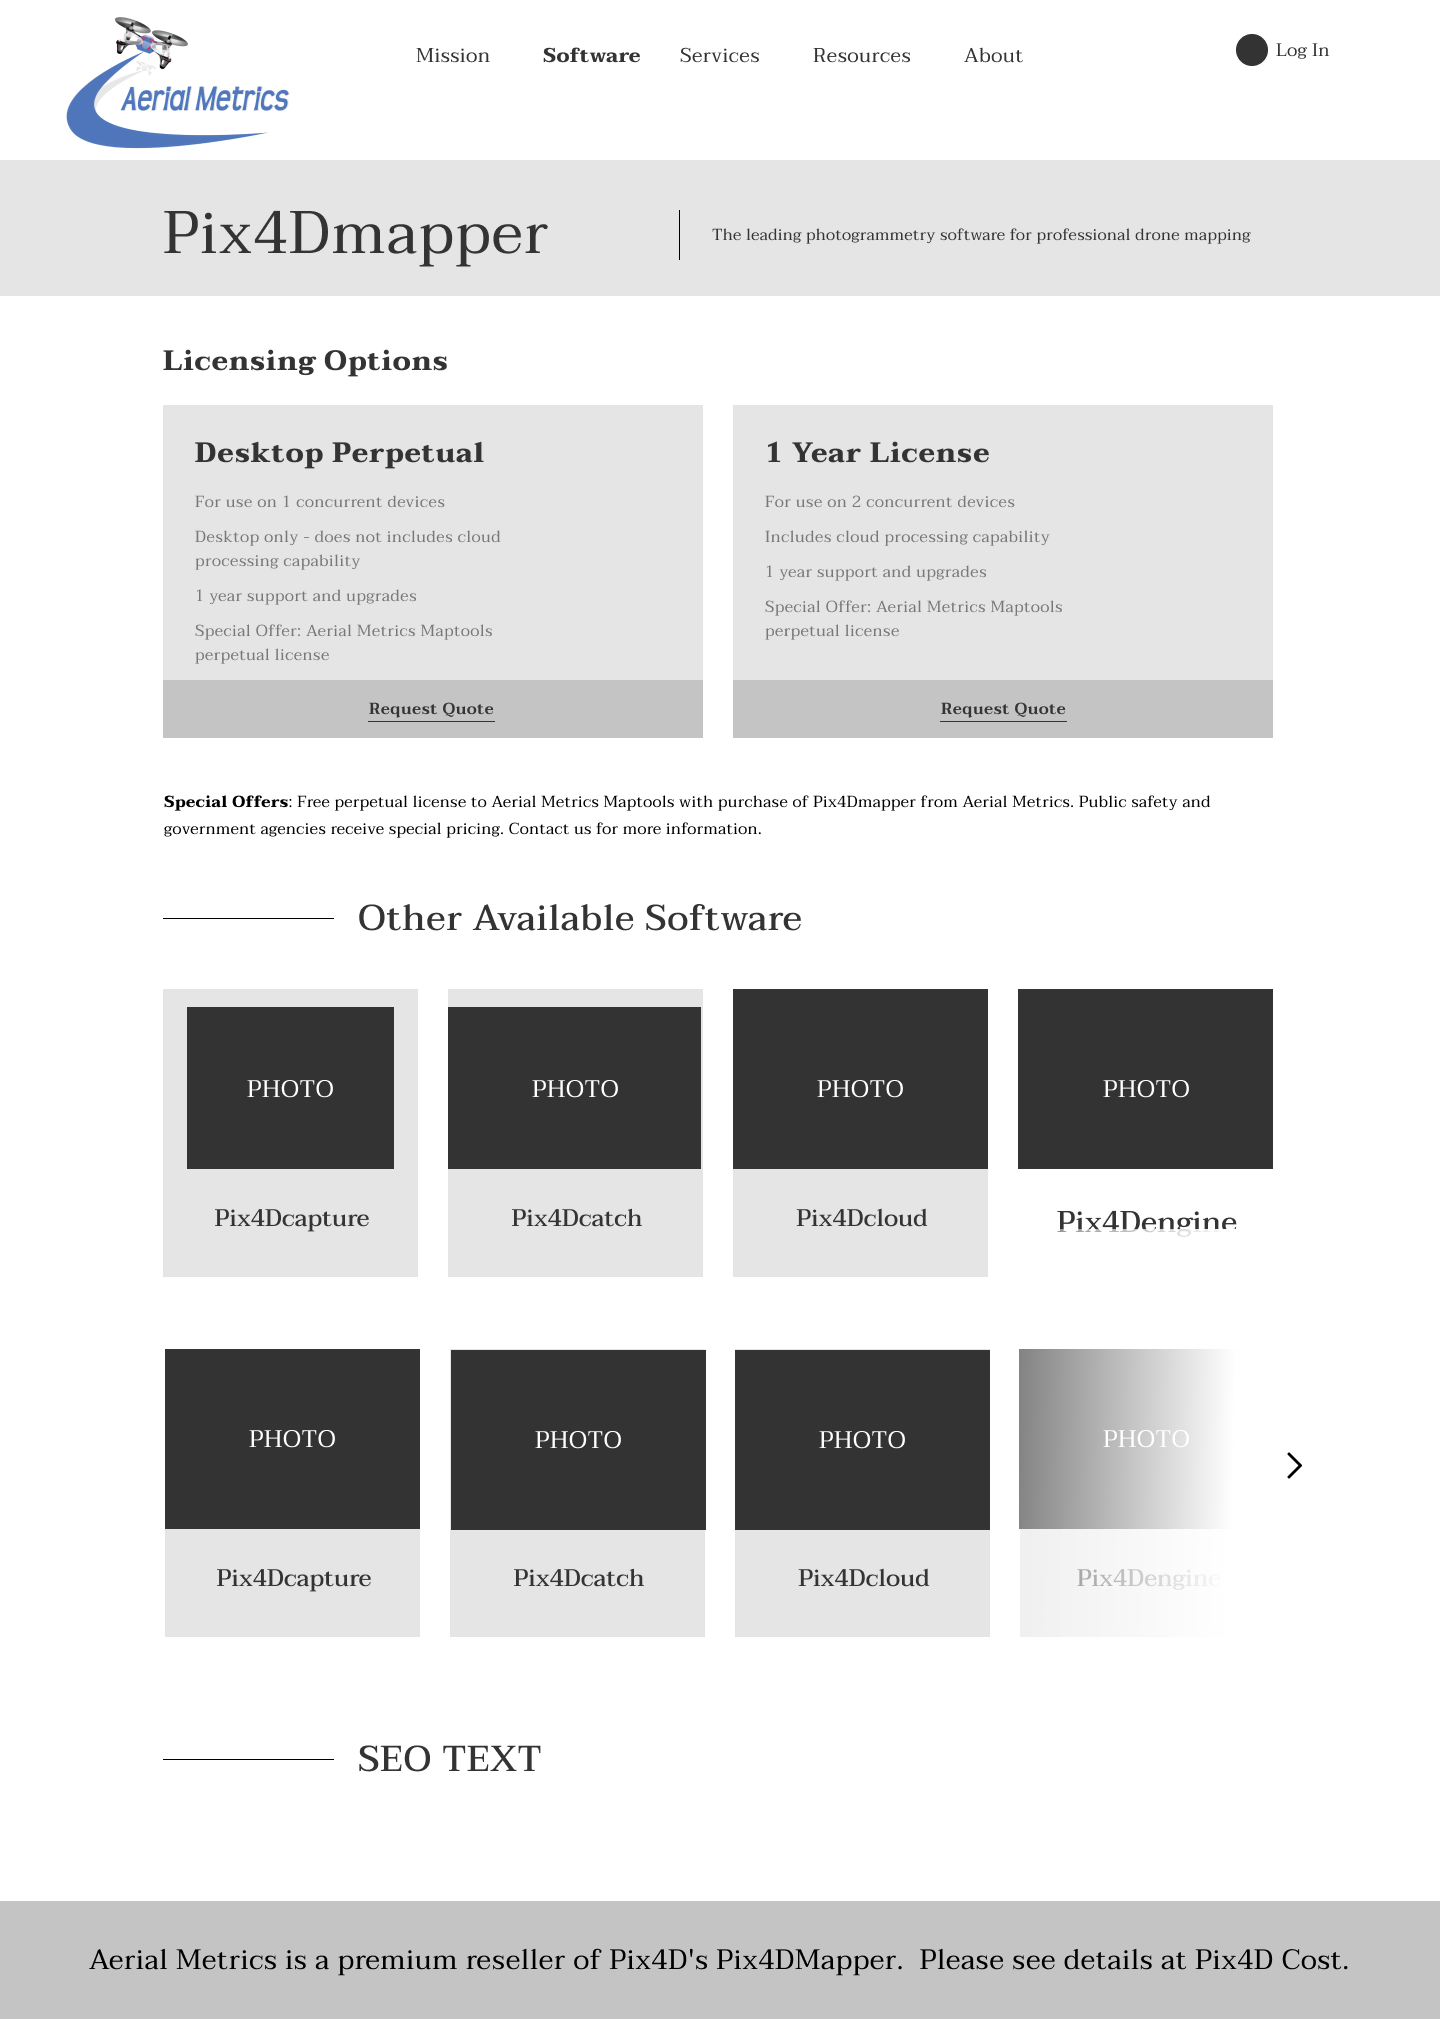 Aerial Metrics
Mission Software Services Resources About
Log In
Pix4Dmapper
The leading photogrammetry software for professional drone mapping
Licensing Options
Desktop Perpetual
For use on 1 concurrent devices
Desktop only - does not includes cloud
processing capability
1 year support and upgrades
Special Offer: Aerial Metrics Maptools
perpetual license
Request Quote
1 Year License
For use on 2 concurrent devices
Includes cloud processing capability
1 year support and upgrades
Special Offer: Aerial Metrics Maptools
perpetual license
Request Quote
Special Offers: Free perpetual license to Aerial Metrics Maptools with purchase of Pix4Dmapper from Aerial Metrics. Public safety and
government agencies receive special pricing. Contact us for more information.
Other Available Software
PHOTO PHOTO PHOTO PHOTO
Pix4Dcapture Pix4Dcatch Pix4Dcloud Pix4Dengine
PHOTO PHOTO PHOTO PHOTO
Pix4Dcapture Pix4Dcatch Pix4Dcloud Pix4Dengine
SEO TEXT
Aerial Metrics is a premium reseller of Pix4D's Pix4DMapper.  Please see details at Pix4D Cost.